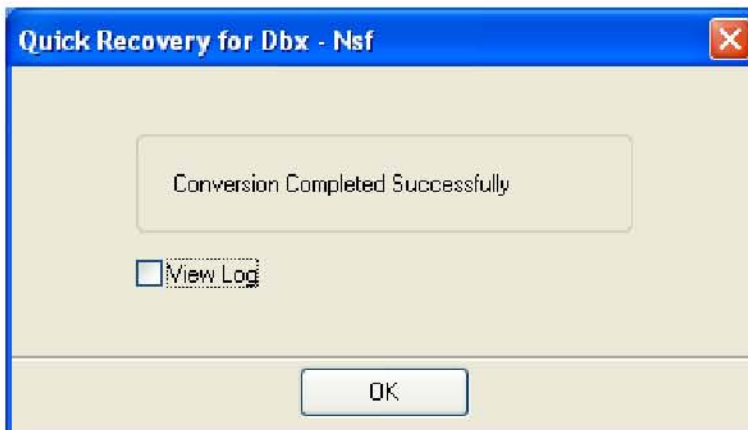 Quick Recovery for Dbx - Nsf
Conversion Completed Successfully
View Log
OK